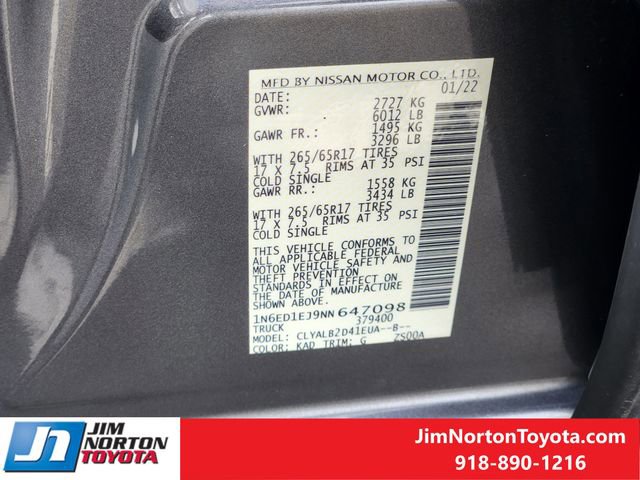 MFD BY NISSAN MOTOR CO., LTD.
DATE: 01/22
GVWR: 2727 KG
6012 LB
GAWR FR.: 1495 KG
3296 LB
WITH 265/65R17 TIRES
17 X 7.5 RIMS AT 35 PSI
COLD SINGLE
GAWR RR.: 1558 KG
3434 LB
WITH 265/65R17 TIRES
17 X 7.5 RIMS AT 35 PSI
COLD SINGLE
THIS VEHICLE CONFORMS TO
ALL APPLICABLE FEDERAL
MOTOR VEHICLE SAFETY AND
THEFT PREVENTION
STANDARDS IN EFFECT ON
THE DATE OF MANUFACTURE
SHOWN ABOVE.
1N6ED1EJ9NN647098
TRUCK 379400
MODEL: CLYALB2D41EUA--B--
COLOR: KAD TRIM: G ZS00A
JIM
NORTON
TOYOTA
JimNortonToyota.com
918-890-1216